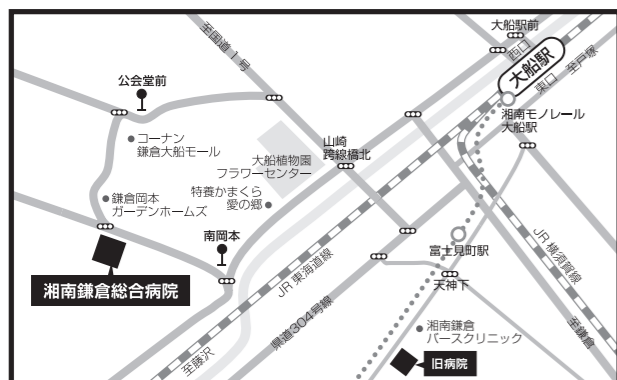 大船駅前
西口
大船駅
東口
至戸塚
至国道1号
公会堂前
湘南モノレール
大船駅
コーナン
鎌倉大船モール
山崎
跨線橋北
大船植物園
フラワーセンター
特養かまくら
愛の郷
鎌倉岡本
ガーデンホームズ
南岡本
富士見町駅
JR横須賀線
湘南鎌倉総合病院
JR東海道線
天神下
県道304号線
至鎌倉
湘南鎌倉
バースクリニック
至藤沢
旧病院